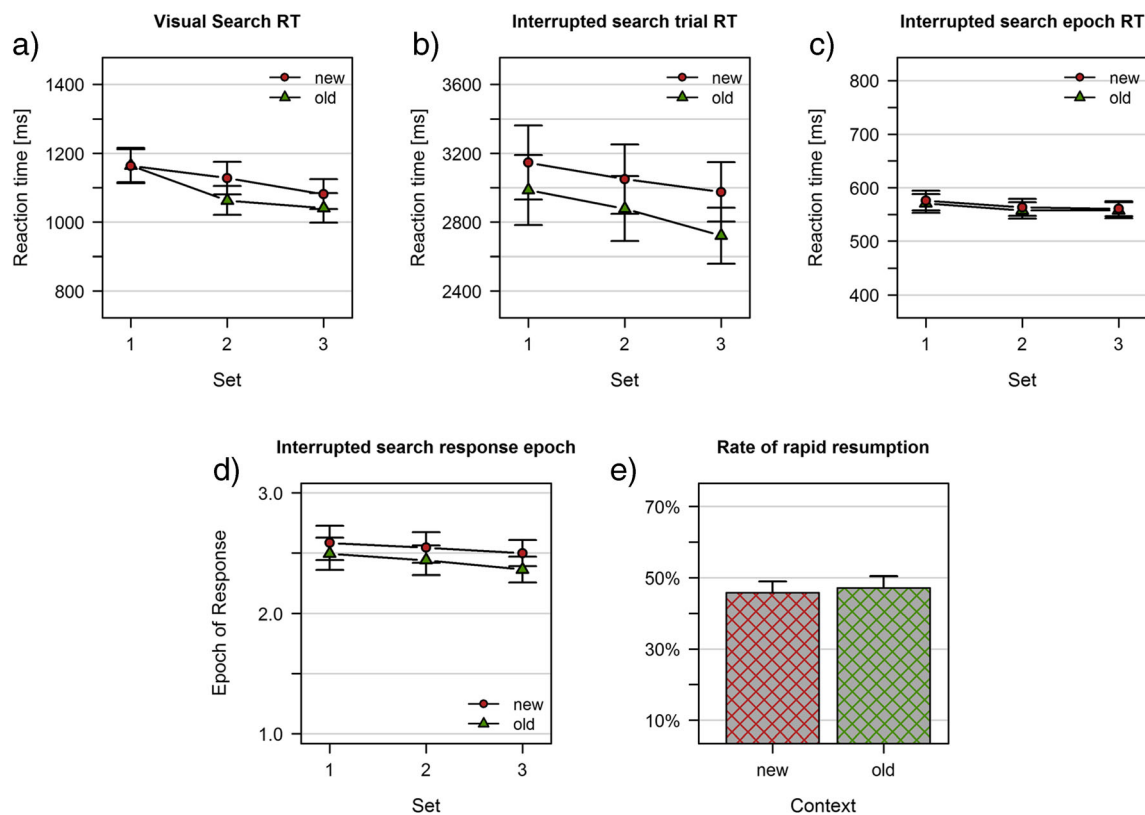 Visual Search RT
a)
Reaction time [ms]
1400
1200
1000
800
new
old
1 2 3
Set
Interrupted search trial RT
b)
Reaction time [ms]
3600
3200
2800
2400
new
old
1 2 3
Set
Interrupted search epoch RT
c)
Reaction time [ms]
800
700
600
500
400
new
old
1 2 3
Set
Interrupted search response epoch
d)
Epoch of Response
3.0
2.0
1.0
new
old
1 2 3
Set
Rate of rapid resumption
e)
70%
50%
30%
10%
new old
Context